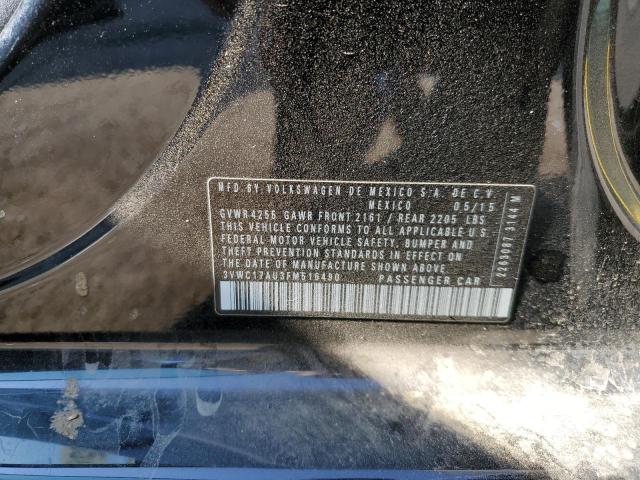 MFD BY VOLKSWAGEN DE MEXICO S.A. DE C.V.
MEXICO 05/15
GVWR 4256 GAWR FRONT 2161 / REAR 2205 LBS
THIS VEHICLE CONFORMS TO ALL APPLICABLE
FEDERAL MOTOR VEHICLE SAFETY, BUMPER AND
THEFT PREVENTION STANDARDS IN EFFECT ON
THE DATE OF MANUFACTURE SHOWN ABOVE.
3VWC17AU3FM516490 PASSENGER CAR